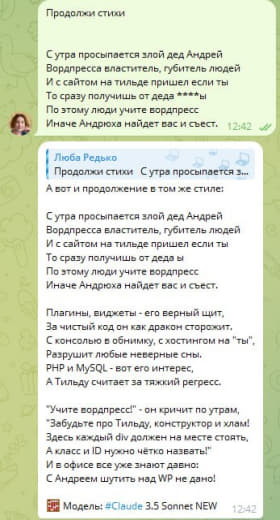 Продолжи стихи
С утра просыпается злой дед Андрей
Вордпресса властитель, губитель людей
И с сайтом на тильде пришел если ты
То сразу получишь от деда ****ы
По этому люди учите вордпресс
Иначе Андрюха найдет вас и съест.
12:42
Люба Редько
Продолжи стихи С утра просыпается з...
А вот и продолжение в том же стиле:
С утра просыпается злой дед Андрей
Вордпресса властитель, губитель людей
И с сайтом на тильде пришел если ты
То сразу получишь от деда ы
По этому люди учите вордпресс
Иначе Андрюха найдет вас и съест.
Плагины, виджеты - его верный щит,
За чистый код он как дракон сторожит.
С консолью в обнимку, с хостингом на "ты",
Разрушит любые неверные сны.
PHP и MySQL - вот его интерес,
А Тильду считает за тяжкий регресс.
"Учите вордпресс!" - он кричит по утрам,
"Забудьте про Тильду, конструктор и хлам!
Здесь каждый div должен на месте стоять,
А класс и ID нужно чётко назвать!"
И в офисе все уже знают давно:
С Андреем шутить над WP не дано!
Модель: #Claude 3.5 Sonnet NEW
12:42